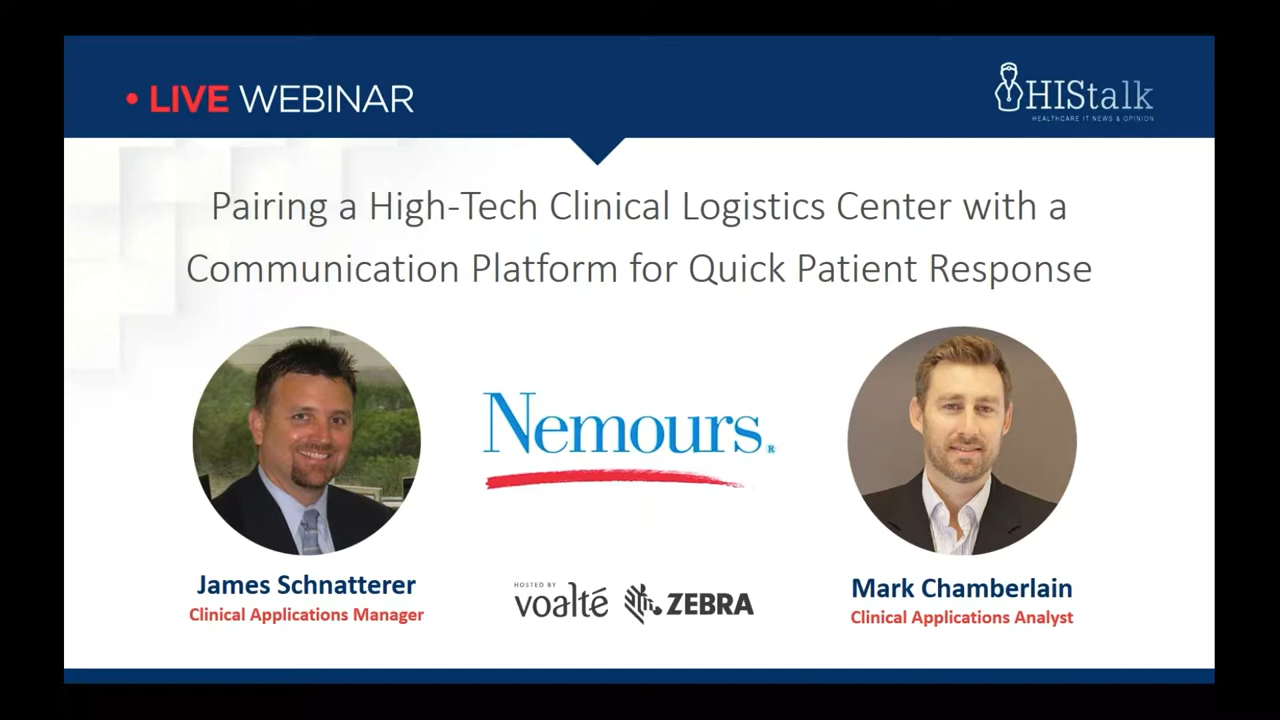 • LIVE WEBINAR
HIStalk
HEALTHCARE IT NEWS & OPINION
Pairing a High-Tech Clinical Logistics Center with a
Communication Platform for Quick Patient Response
Nemours®
James Schnatterer
Clinical Applications Manager
HOSTED BY
voalté
ZEBRA
Mark Chamberlain
Clinical Applications Analyst